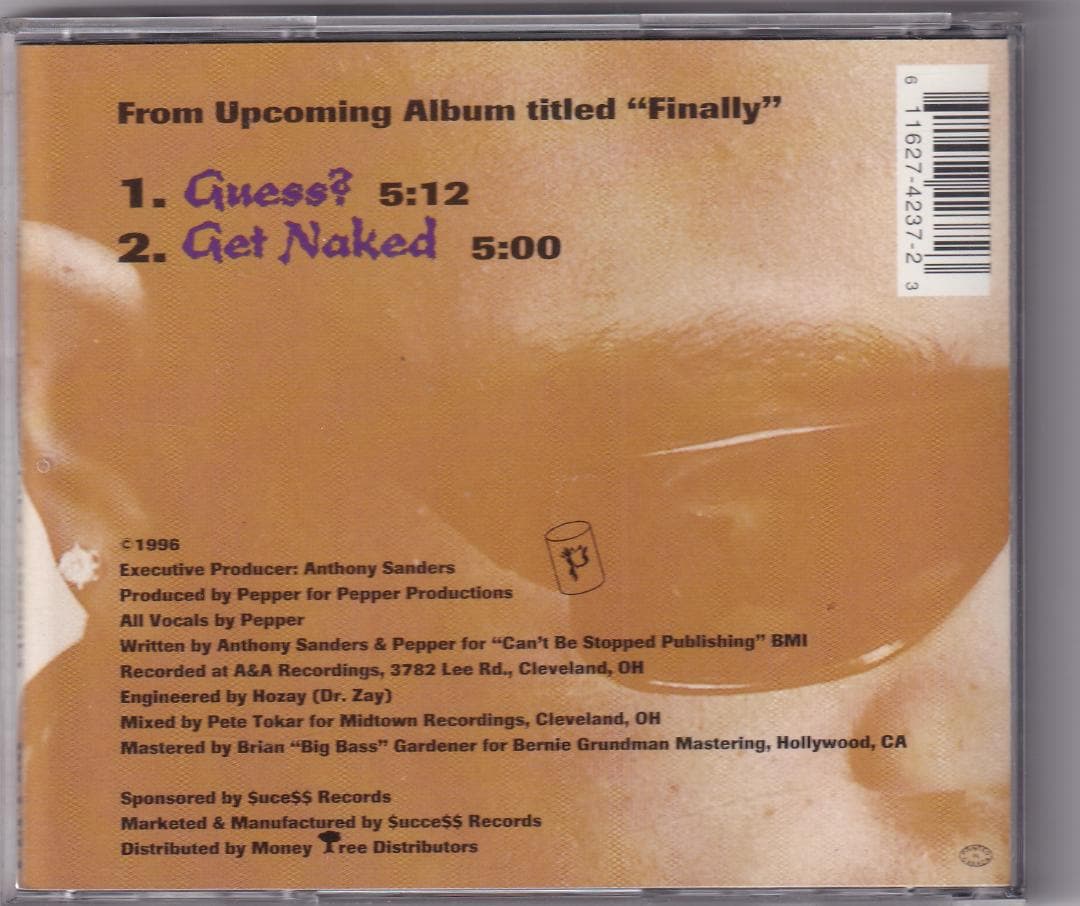 From Upcoming Album titled “Finally”
1. Guess? 5:12
2. Get Naked 5:00
6 11627-4237-2 3
P
©1996
Executive Producer: Anthony Sanders
Produced by Pepper for Pepper Productions
All Vocals by Pepper
Written by Anthony Sanders & Pepper for “Can’t Be Stopped Publishing” BMI
Recorded at A&A Recordings, 3782 Lee Rd., Cleveland, OH
Engineered by Hozay (Dr. Zay)
Mixed by Pete Tokar for Midtown Recordings, Cleveland, OH
Mastered by Brian “Big Bass” Gardener for Bernie Grundman Mastering, Hollywood, CA
Sponsored by $uce$$ Records
Marketed & Manufactured by $ucce$$ Records
Distributed by Money Tree Distributors